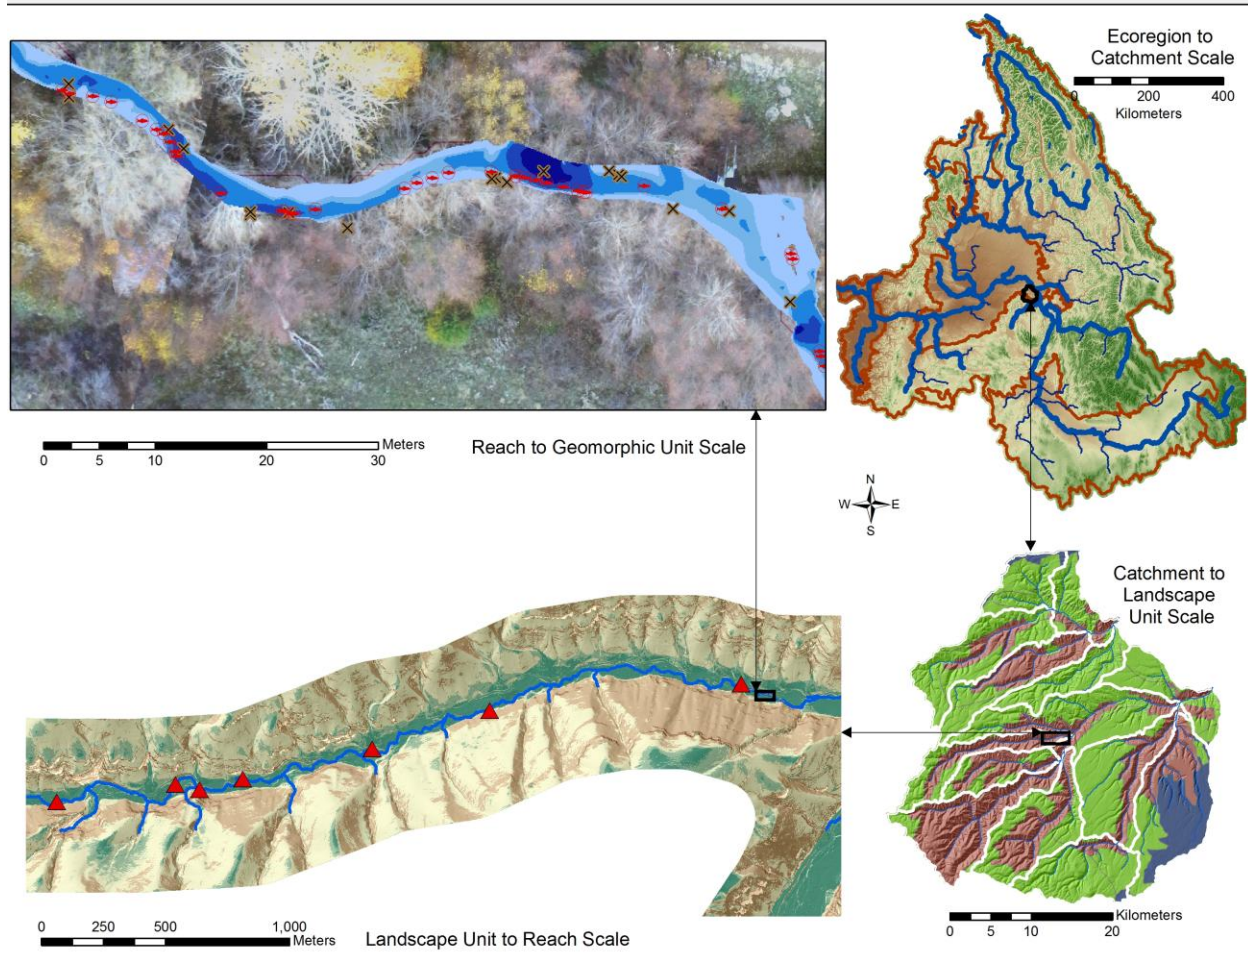 Ecoregion to
Catchment Scale
0 200 400
Kilometers
Meters
0 5 10 20 30
Reach to Geomorphic Unit Scale
N
W E
S
Catchment to
Landscape
Unit Scale
0 250 500 1,000
Meters
Landscape Unit to Reach Scale
Kilometers
0 5 10 20